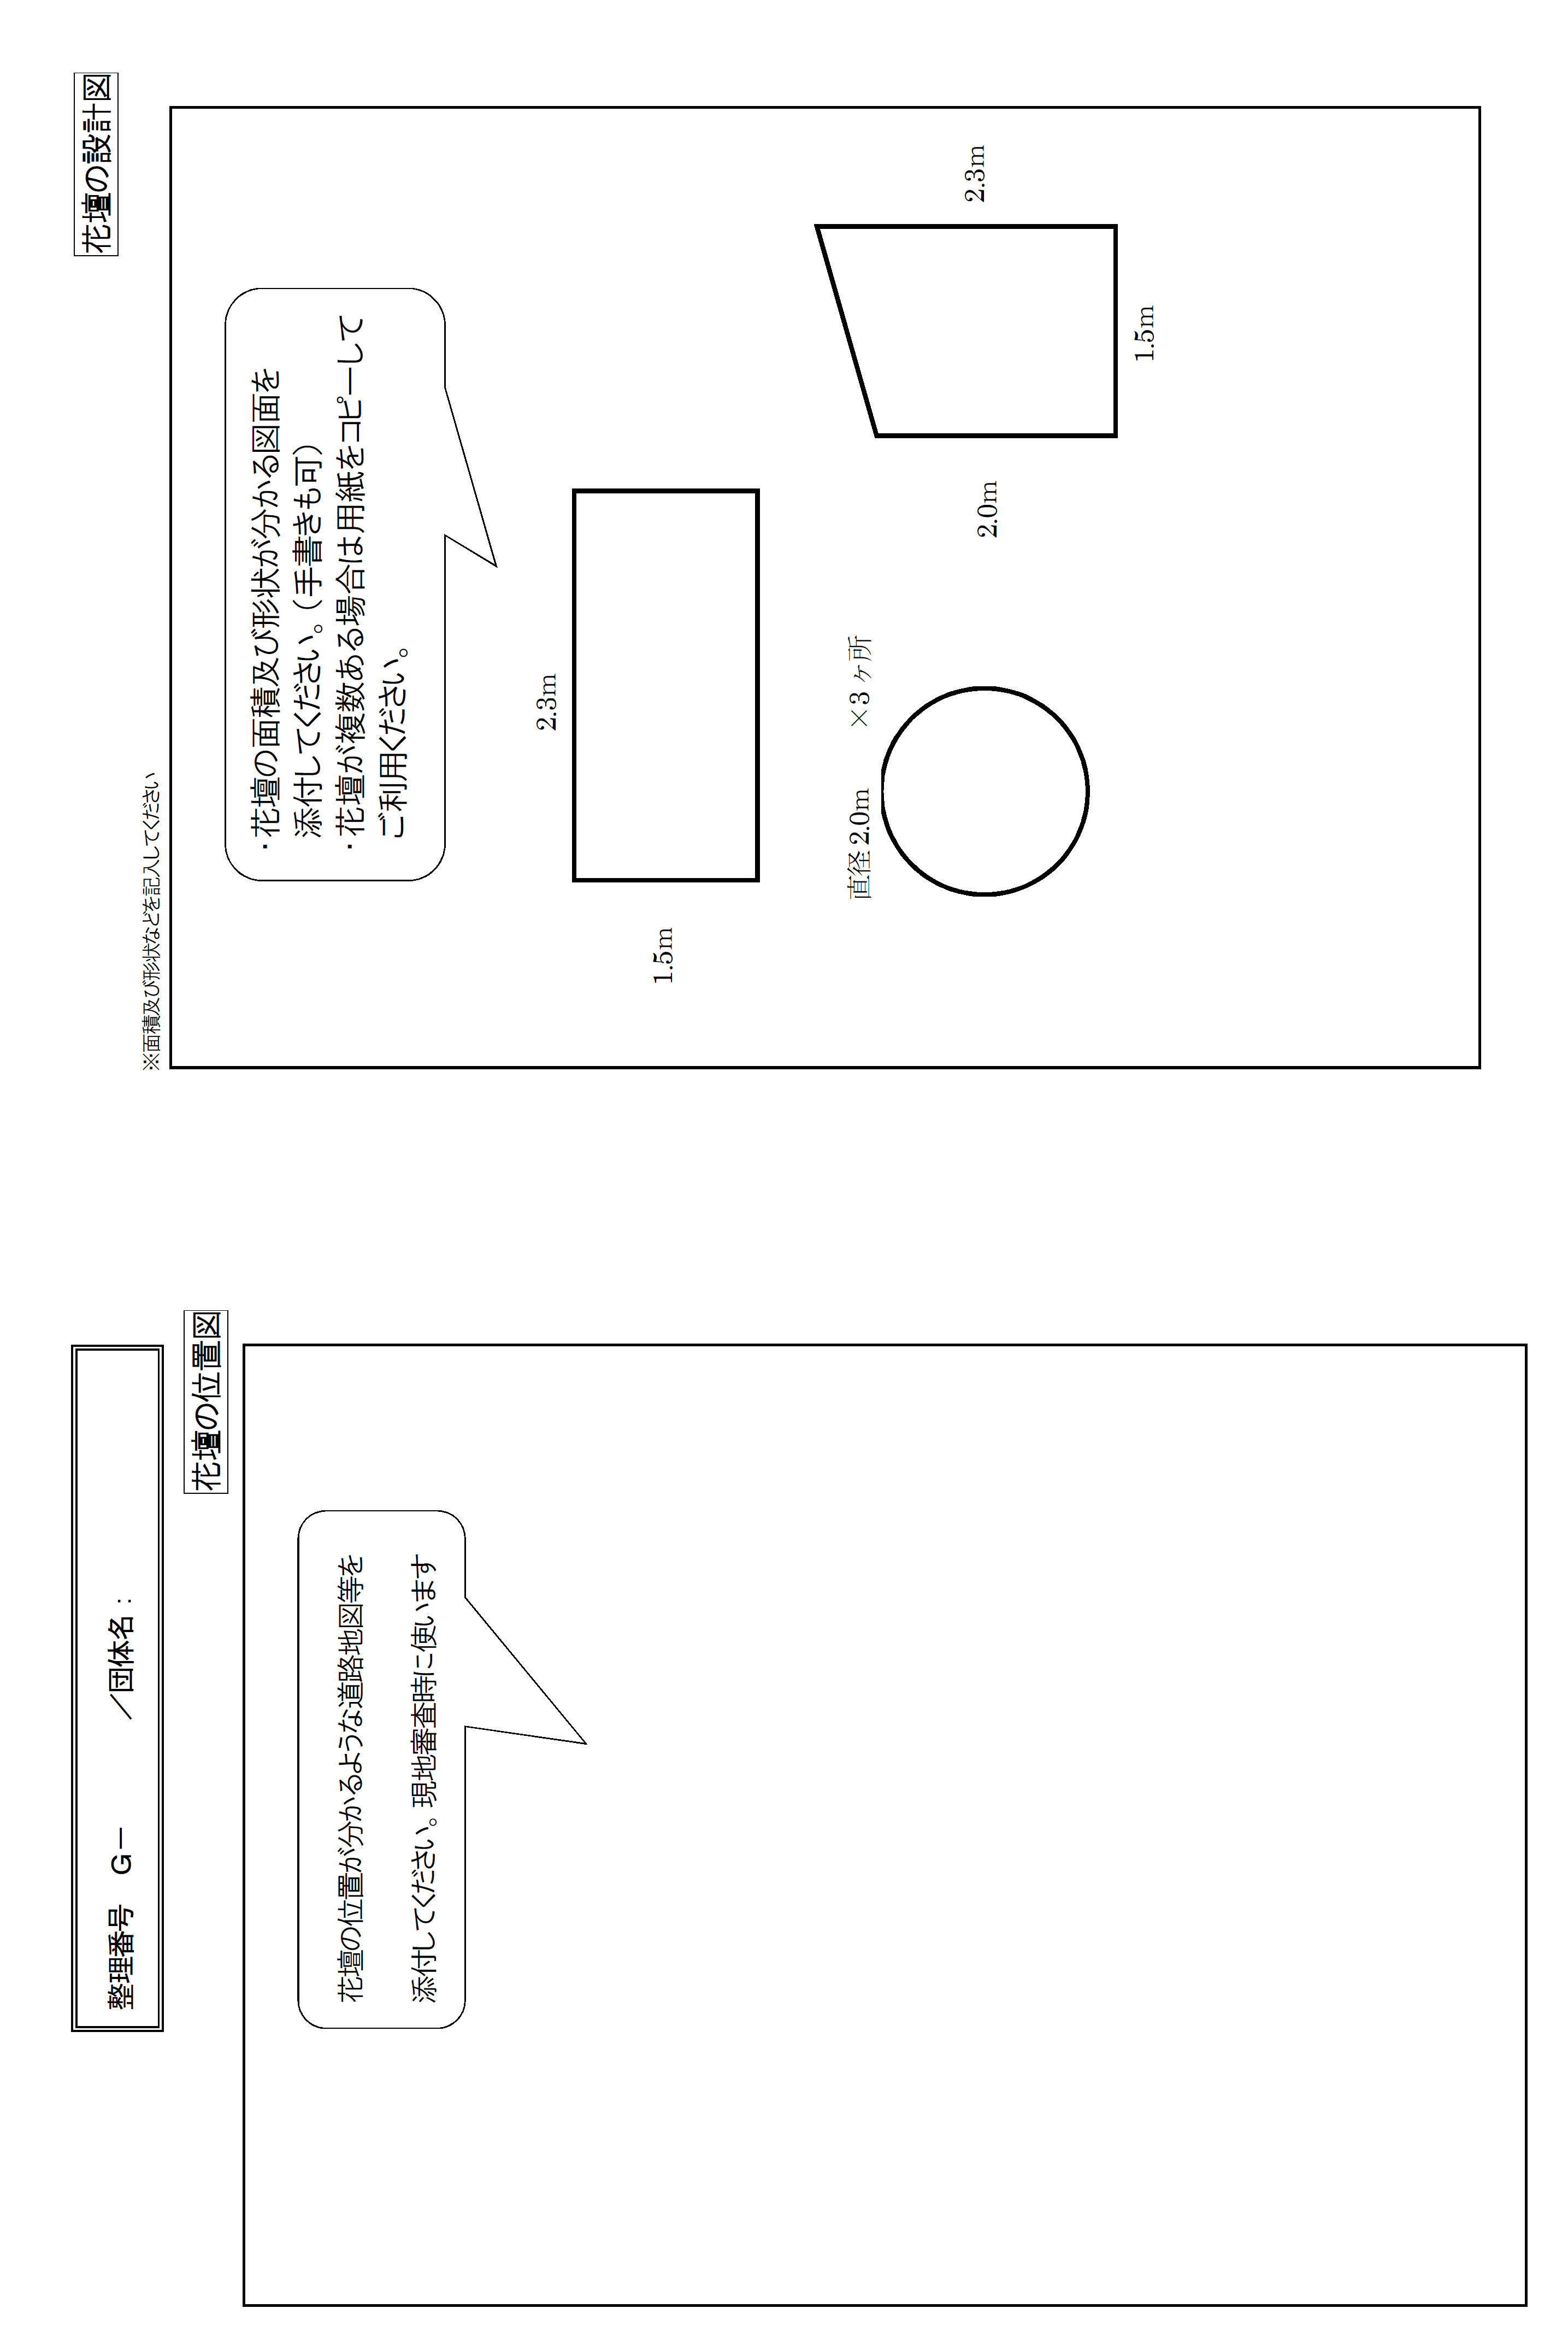 整理番号　G－　　　／団体名：
花壇の位置図
花壇の位置が分かるような道路地図等を
添付してください。現地審査時に使います
花壇の設計図
※面積及び形状などを記入してください
・花壇の面積及び形状が分かる図面を
添付してください。（手書きも可）
・花壇が複数ある場合は用紙をコピーして
ご利用ください。
2.3m
1.5m
直径 2.0m　　×3 ヶ所
2.0m
2.3m
1.5m